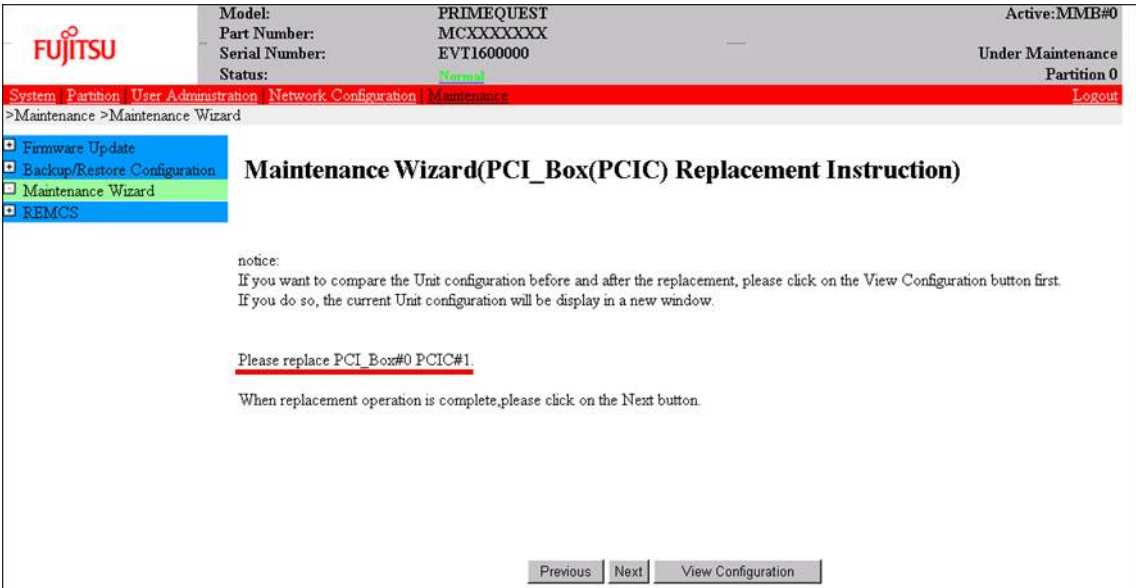 FUJITSU
Model: PRIMEQUEST Active:MMB#0
Part Number: MCXXXXXXX
Serial Number: EVT1600000 Under Maintenance
Status: Normal Partition 0
System | Partition | User Administration | Network Configuration | Maintenance Logout
>Maintenance >Maintenance Wizard
Firmware Update
Backup/Restore Configuration
Maintenance Wizard
REMCS
Maintenance Wizard(PCI_Box(PCIC) Replacement Instruction)
notice:
If you want to compare the Unit configuration before and after the replacement, please click on the View Configuration button first.
If you do so, the current Unit configuration will be display in a new window.
Please replace PCI_Box#0 PCIC#1.
When replacement operation is complete,please click on the Next button.
Previous Next View Configuration